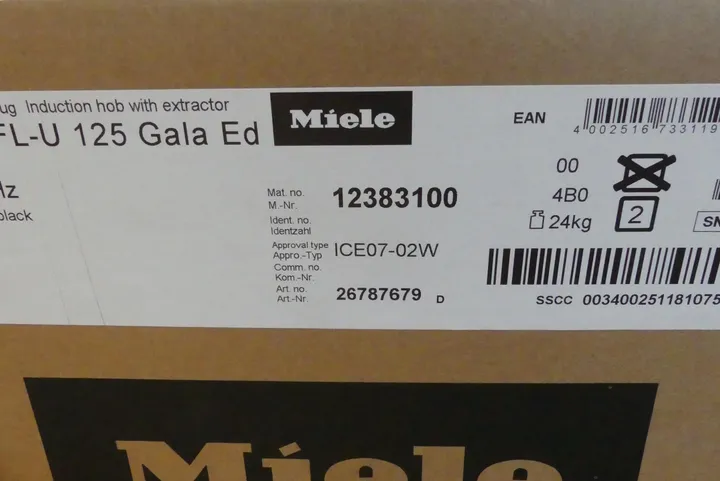 ug Induction hob with extractor
FL-U 125 Gala Ed
Miele
EAN
4 002516 733119
Hz
black
Mat. no.
M.-Nr.
12383100
Ident. no.
Identzahl
Approval type
Appro.-Typ
ICE07-02W
Comm. no.
Kom.-Nr.
Art. no.
Art.-Nr.
26787679 D
00
4B0
24kg
2
SN
SSCC 003400251181075
Miele